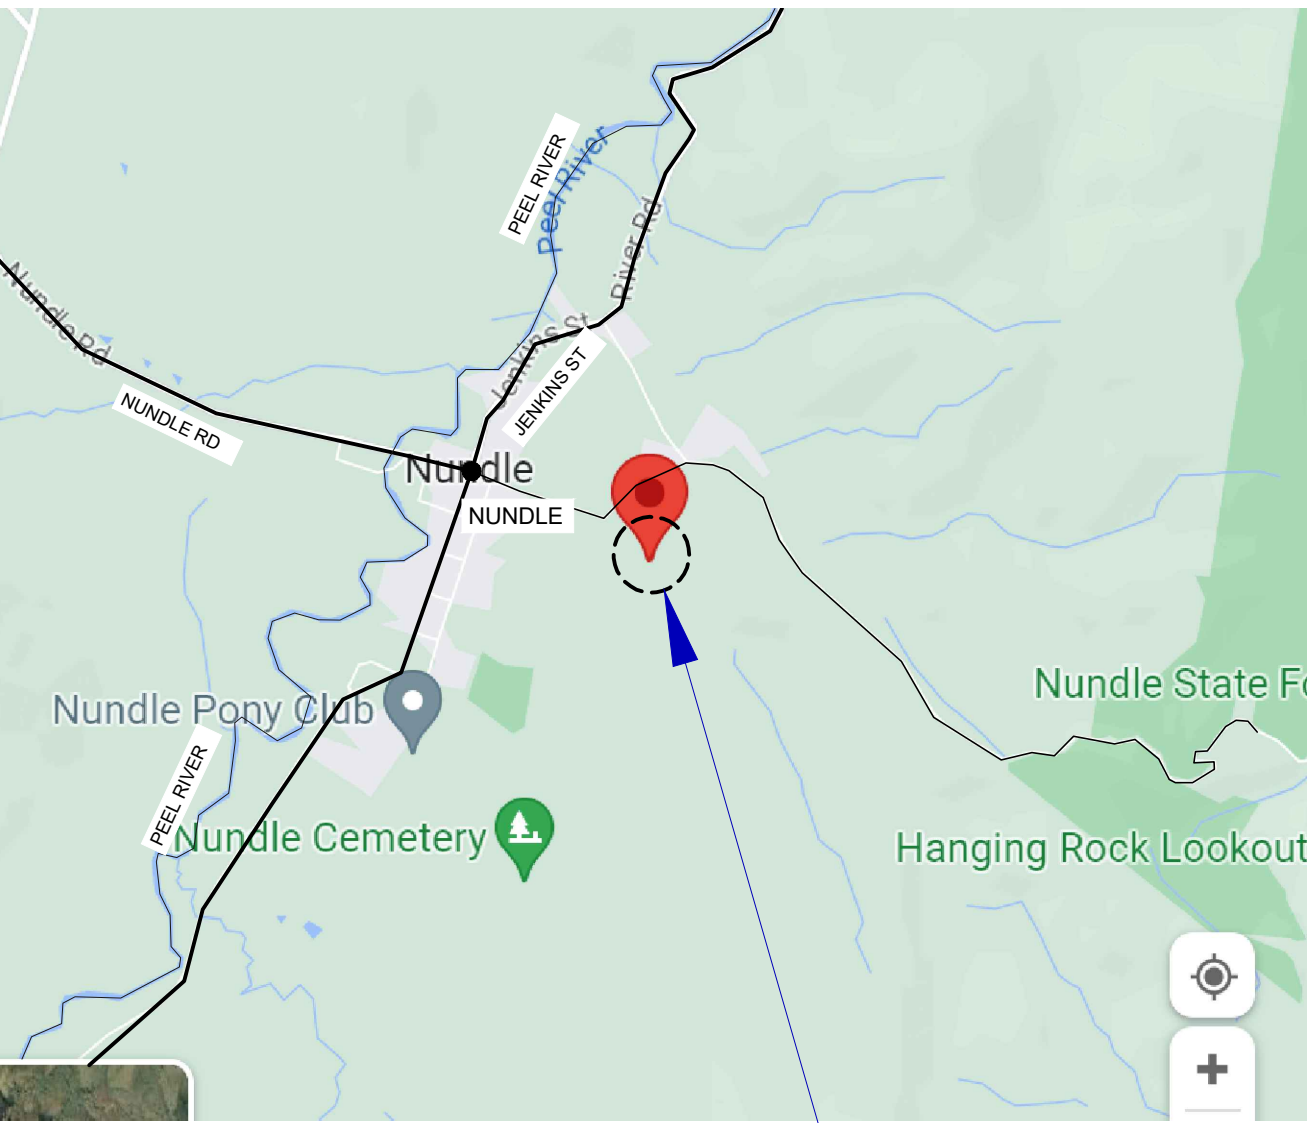 PEEL RIVER
Peel River
River Rd
Nundle Rd
Jenkins St
JENKINS ST
NUNDLE RD
Nundle
NUNDLE
Nundle State Fo
Nundle Pony Club
PEEL RIVER
Nundle Cemetery
Hanging Rock Lookout